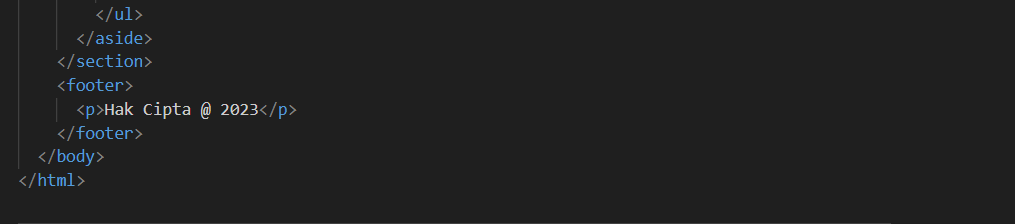 </ul>
</aside>
</section>
<footer>
<p>Hak Cipta @ 2023</p>
</footer>
</body>
</html>